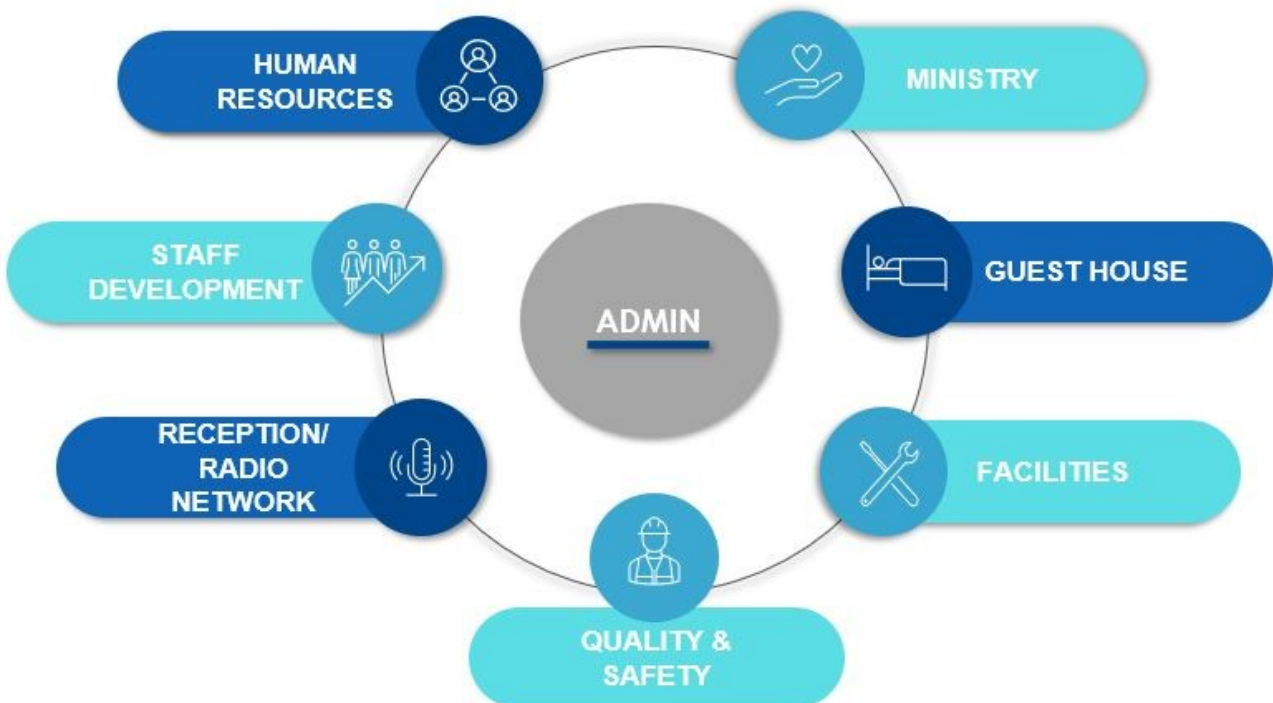 HUMAN
RESOURCES
MINISTRY
STAFF
DEVELOPMENT
GUEST HOUSE
ADMIN
RECEPTION/
RADIO
NETWORK
FACILITIES
QUALITY &
SAFETY